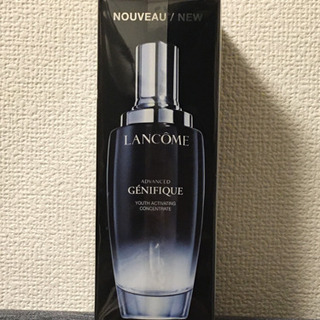 NOUVEAU / NEW
LANCÔME
ADVANCED
GÉNIFIQUE
YOUTH ACTIVATING
CONCENTRATE